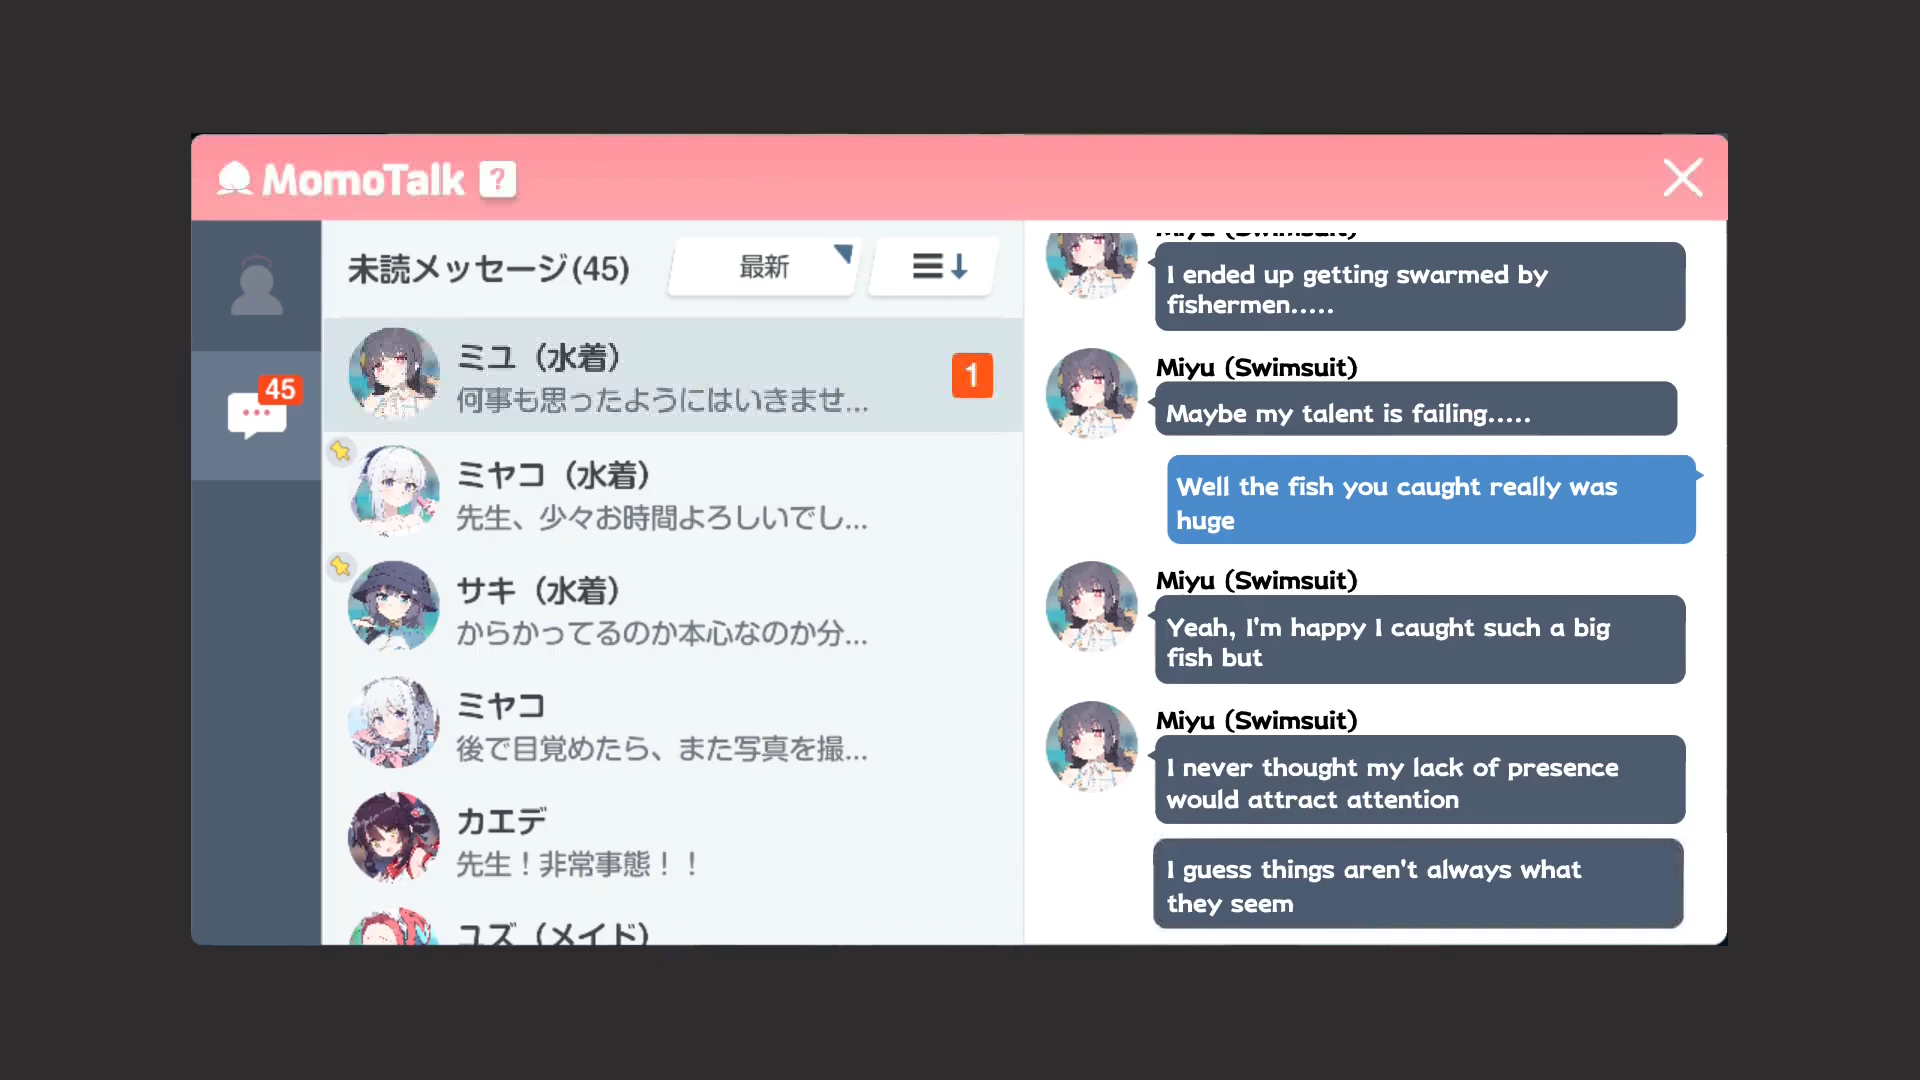 MomoTalk ?
未読メッセージ(45)
最新
45
ミユ（水着）
何事も思ったようにはいきませ...
1
ミヤコ（水着）
先生、少々お時間よろしいでし...
サキ（水着）
からかってるのか本心なのか分...
ミヤコ
後で目覚めたら、また写真を撮...
カエデ
先生！非常事態！！
ユズ（メイド）
Miyu (Swimsuit)
I ended up getting swarmed by
fishermen.....
Miyu (Swimsuit)
Maybe my talent is failing.....
Well the fish you caught really was
huge
Miyu (Swimsuit)
Yeah, I'm happy I caught such a big
fish but
Miyu (Swimsuit)
I never thought my lack of presence
would attract attention
I guess things aren't always what
they seem